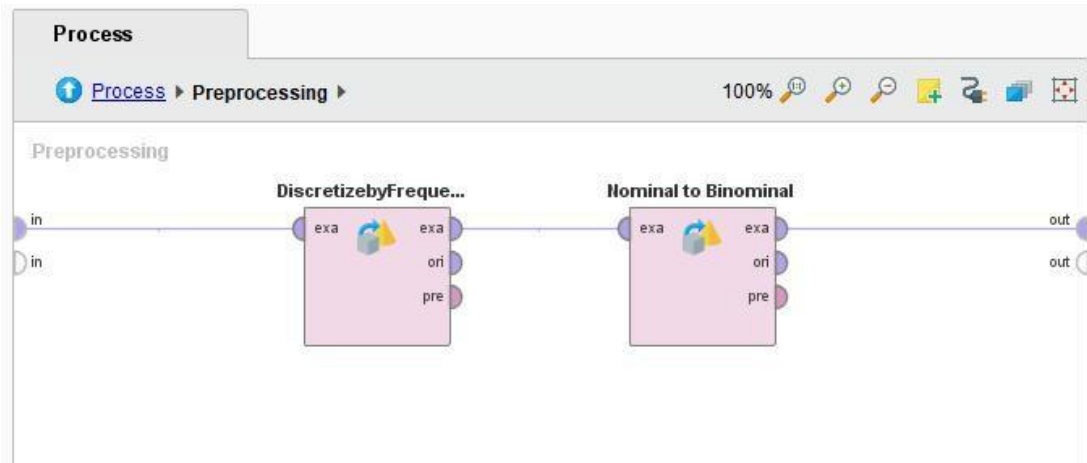 Process
Process Preprocessing
100%
Preprocessing
DiscretizebyFreque...
Nominal to Binominal
in
exa
exa
exa
exa
out
in
ori
ori
out
pre
pre